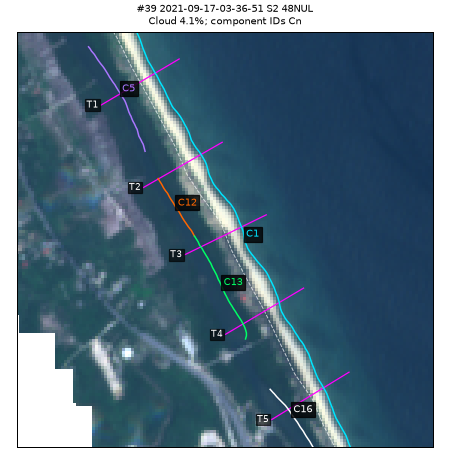 #39 2021-09-17-03-36-51 S2 48NUL
Cloud 4.1%; component IDs Cn
C5
T1
T2
C12
C1
T3
C13
T4
C16
T5